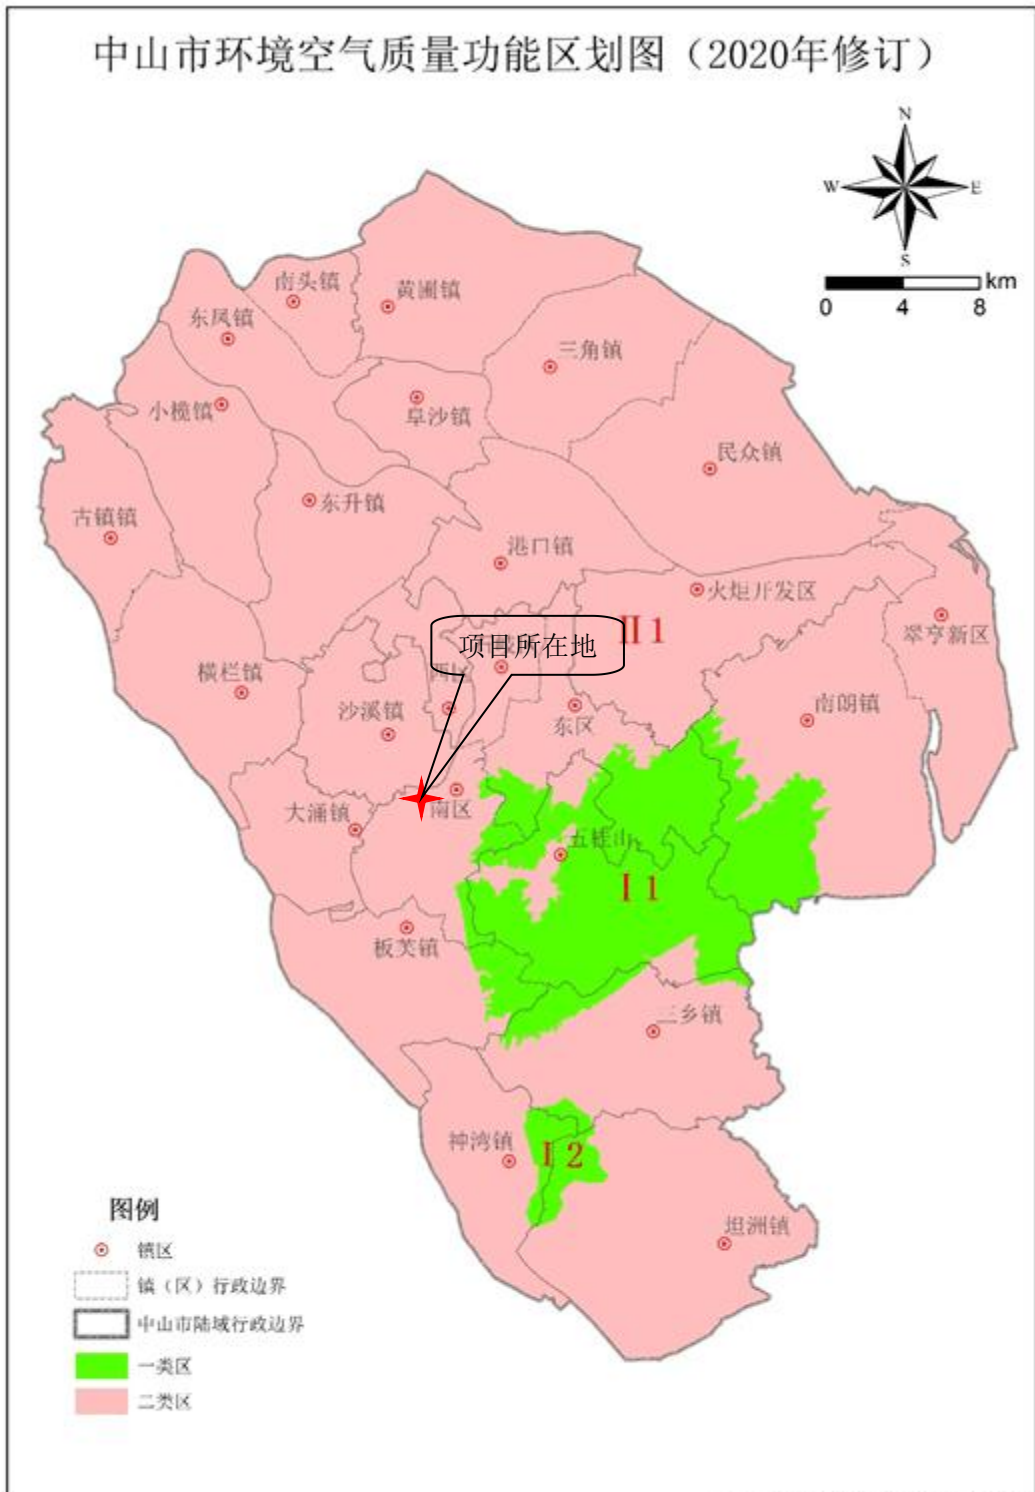 中山市环境空气质量功能区划图（2020年修订）
N
W
E
S
km
0 4 8
南头镇
黄圃镇
东凤镇
三角镇
小榄镇
阜沙镇
民众镇
东升镇
古镇镇
港口镇
火炬开发区
II 1
翠亨新区
项目所在地
西区
横栏镇
沙溪镇
东区
南朗镇
大涌镇
南区
五桂山
I 1
板芙镇
三乡镇
神湾镇
I 2
坦洲镇
图例
镇区
镇（区）行政边界
中山市陆域行政边界
一类区
二类区